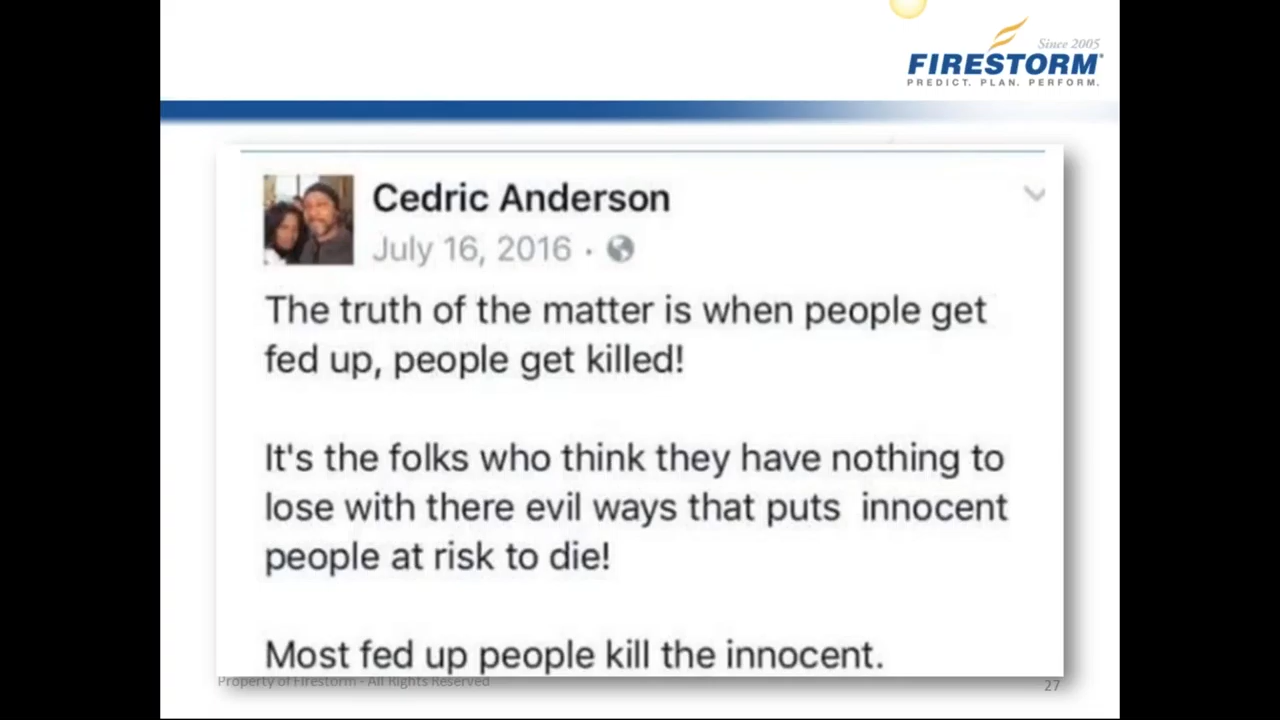 Since 2005
FIRESTORM
PREDICT. PLAN. PERFORM.
Cedric Anderson
July 16, 2016 ·
The truth of the matter is when people get
fed up, people get killed!
It's the folks who think they have nothing to
lose with there evil ways that puts innocent
people at risk to die!
Most fed up people kill the innocent.
Property of Firestorm - All Rights Reserved
27